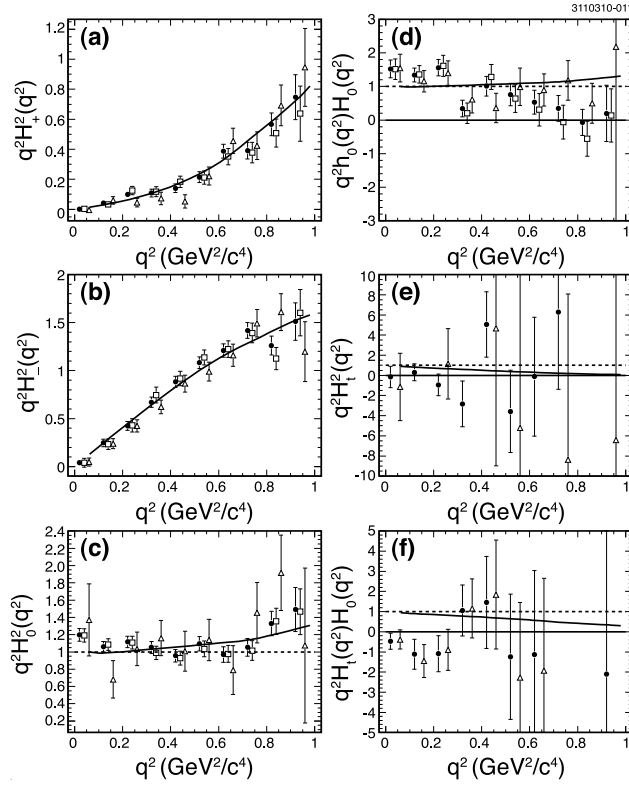 3110310-011
(a)
q²H²₊(q²)
1
0.8
0.6
0.4
0.2
0
0 0.2 0.4 0.6 0.8 1
q² (GeV²/c⁴)
(d)
q²h₀(q²)H₀(q²)
3
2
1
0
-1
-2
-3
0 0.2 0.4 0.6 0.8 1
q² (GeV²/c⁴)
(b)
q²H²₋(q²)
2
1.5
1
0.5
0
0 0.2 0.4 0.6 0.8 1
q² (GeV²/c⁴)
(e)
q²H²ₜ(q²)
10
8
6
4
2
0
-2
-4
-6
-8
-10
0 0.2 0.4 0.6 0.8 1
q² (GeV²/c⁴)
(c)
q²H²₀(q²)
2.4
2.2
2
1.8
1.6
1.4
1.2
1
0.8
0.6
0.4
0.2
0 0.2 0.4 0.6 0.8 1
q² (GeV²/c⁴)
(f)
q²Hₜ(q²)H₀(q²)
5
4
3
2
1
0
-1
-2
-3
-4
-5
0 0.2 0.4 0.6 0.8 1
q² (GeV²/c⁴)